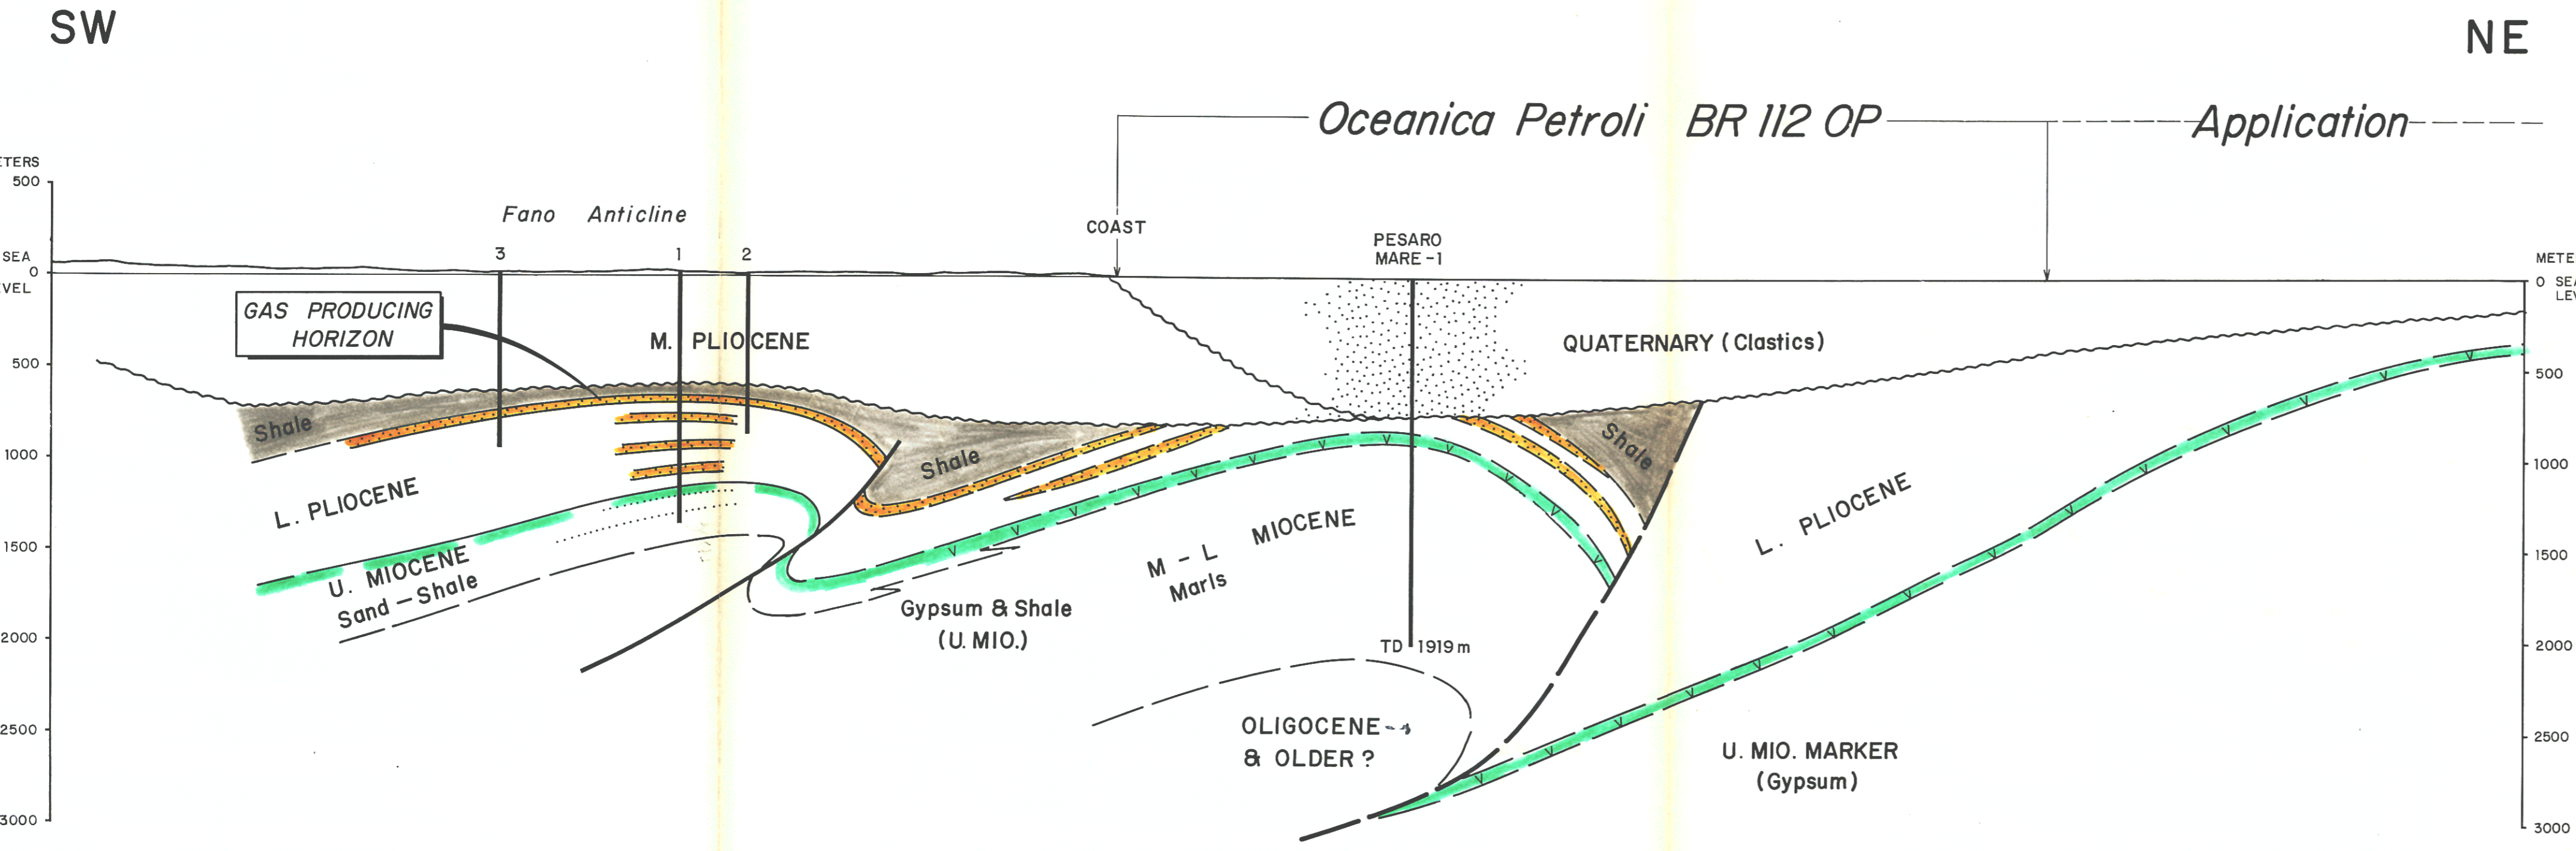 SW
NE
Oceanica Petroli BR 112 OP
Application
ETERS
500
Fano Anticline
COAST
3
1
2
PESARO
MARE-1
SEA
0
EVEL
METE
0 SEA
LEV
GAS PRODUCING
HORIZON
M. PLIOCENE
QUATERNARY (Clastics)
500
500
Shale
Shale
Shale
1000
1000
L. PLIOCENE
L. PLIOCENE
M - L MIOCENE
Marls
1500
1500
U. MIOCENE
Sand-Shale
Gypsum & Shale
(U. MIO.)
2000
TD 1919m
2000
OLIGOCENE
& OLDER ?
2500
2500
U. MIO. MARKER
(Gypsum)
3000
3000